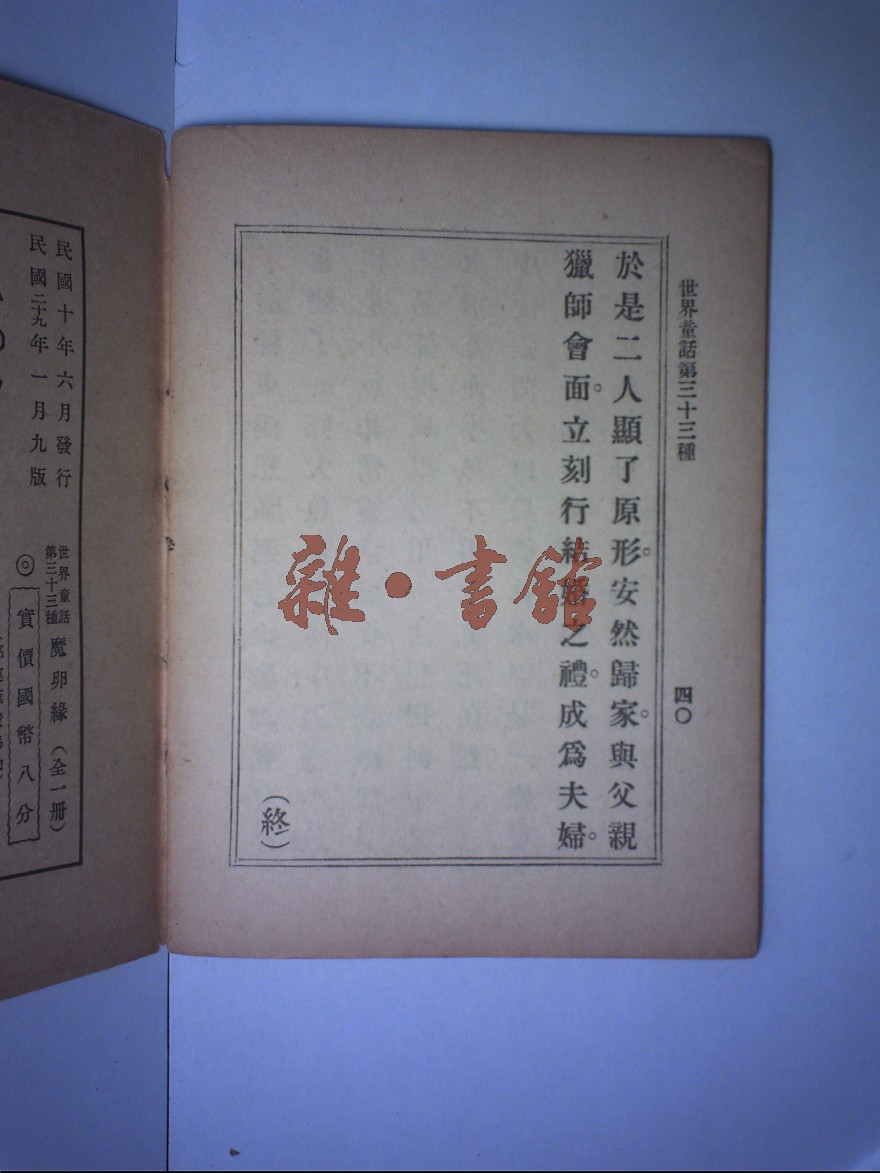 世界童話第三十三種
四〇
於是二人顯了原形。安然歸家。與父親
獵師會面。立刻行結婚之禮。成爲夫婦。
（終）
雜・書館
民國十年六月發行
民國二十九年一月九版
世界童話
第三十三種
魔卵緣（全一冊）
◎實價國幣八分